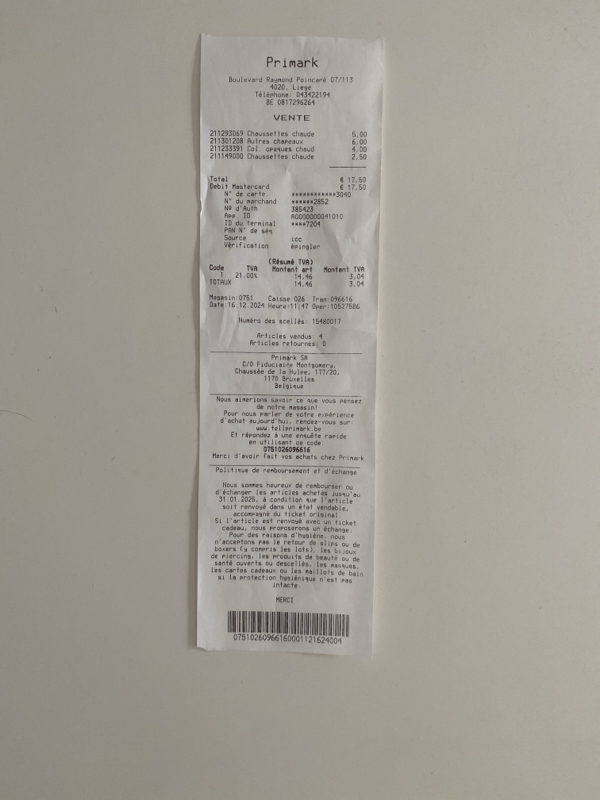 Primark
Boulevard Raymond Poincaré 07/113
4020, Liege
Téléphone: 043422194
BE 0817296264
VENTE
211293069 Chaussettes chaude 5,00
211301208 Autres chapeaux 6,00
211233391 Col. opaques chaud 4,00
211149000 Chaussettes chaude 2,50
Total € 17,50
Debit Mastercard € 17,50
N° de carte. ************3040
N° du marchand ******2852
Nº d'Auth 386423
App. ID A0000000041010
ID du terminal ****7204
PAN N° de séq
Source icc
Vérification épingler
(Résumé TVA)
Code TVA Montant art Montant TVA
1 21.00% 14,46 3,04
TOTAUX 14,46 3,04
Magasin:0751 Caisse:026 Tran:096616
Date:16.12.2024 Heure:11:47 Oper:10527586
Numéro des scellés: 15480017
Articles vendus: 4
Articles retournés: 0
Primark SA
C/O Fiduciaire Montgomery,
Chaussée de la Hulpe, 177/20,
1170 Bruxelles
Belgique
Nous aimerions savoir ce que vous pensez
de notre magasin!
Pour nous parler de votre expérience
d'achat aujourd'hui, rendez-vous sur:
www.tellprimark.be
Et répondez à une enquête rapide
en utilisant ce code:
0751026096616
Merci d'avoir fait vos achats chez Primark
Politique de remboursement et d'échange
Nous sommes heureux de rembourser ou
d'échanger les articles achetés jusqu'au
31.01.2025, à condition que l'article
soit renvoyé dans un état vendable,
accompagné du ticket original.
Si l'article est renvoyé avec un ticket
cadeau, nous proposerons un échange.
Pour des raisons d'hygiène, nous
n'acceptons pas le retour de slips ou de
boxers (y compris les lots), les bijoux
de piercing, les produits de beauté ou de
santé ouverts ou descellés, les masques,
les cartes cadeaux ou les maillots de bain
si la protection hygiénique n'est pas
intacte.
MERCI
07510260966160001121624004